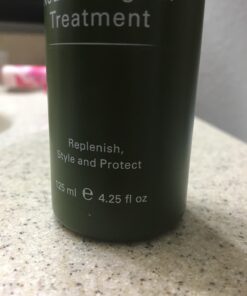 Treatment
Replenish,
Style and Protect
125 ml ℮ 4.25 fl oz